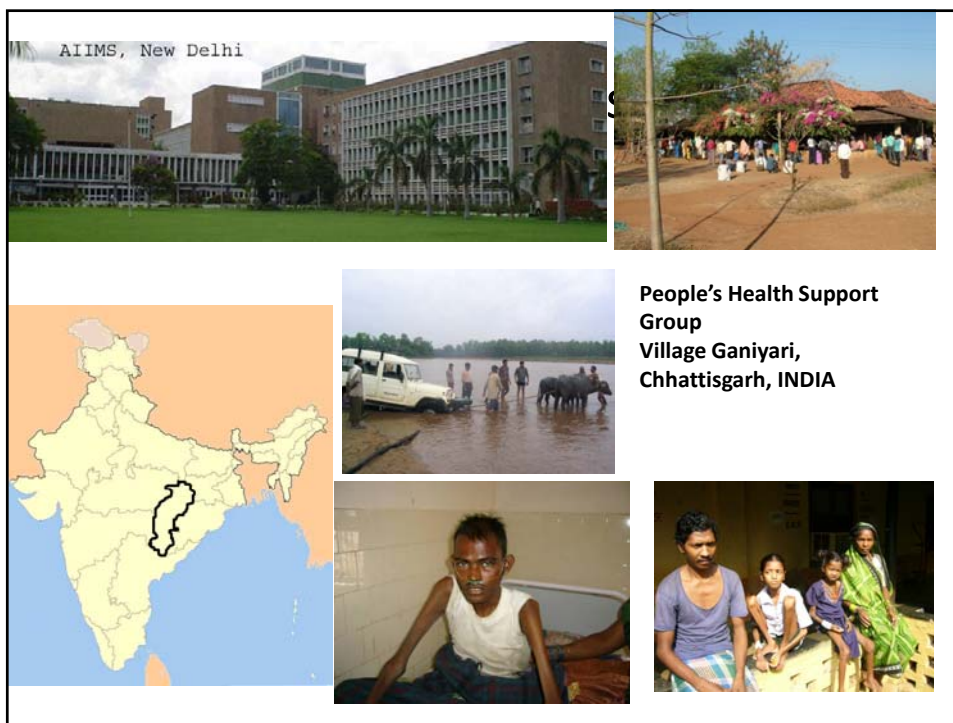 AIIMS, New Delhi
S
People's Health Support
Group
Village Ganiyari,
Chhattisgarh, INDIA